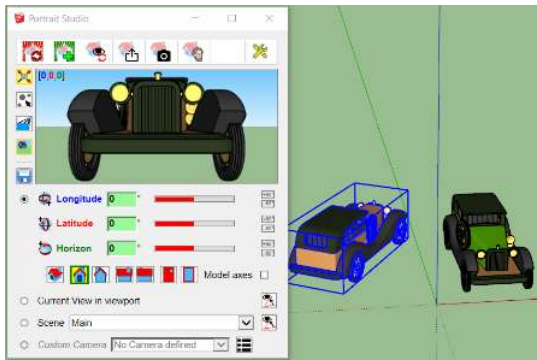 Portrait Studio
[0,0,0]
Longitude 0 °
Latitude 0 °
Horizon 0 °
Model axes
Current View in viewport
Scene Main
Custom Camera No Camera defined